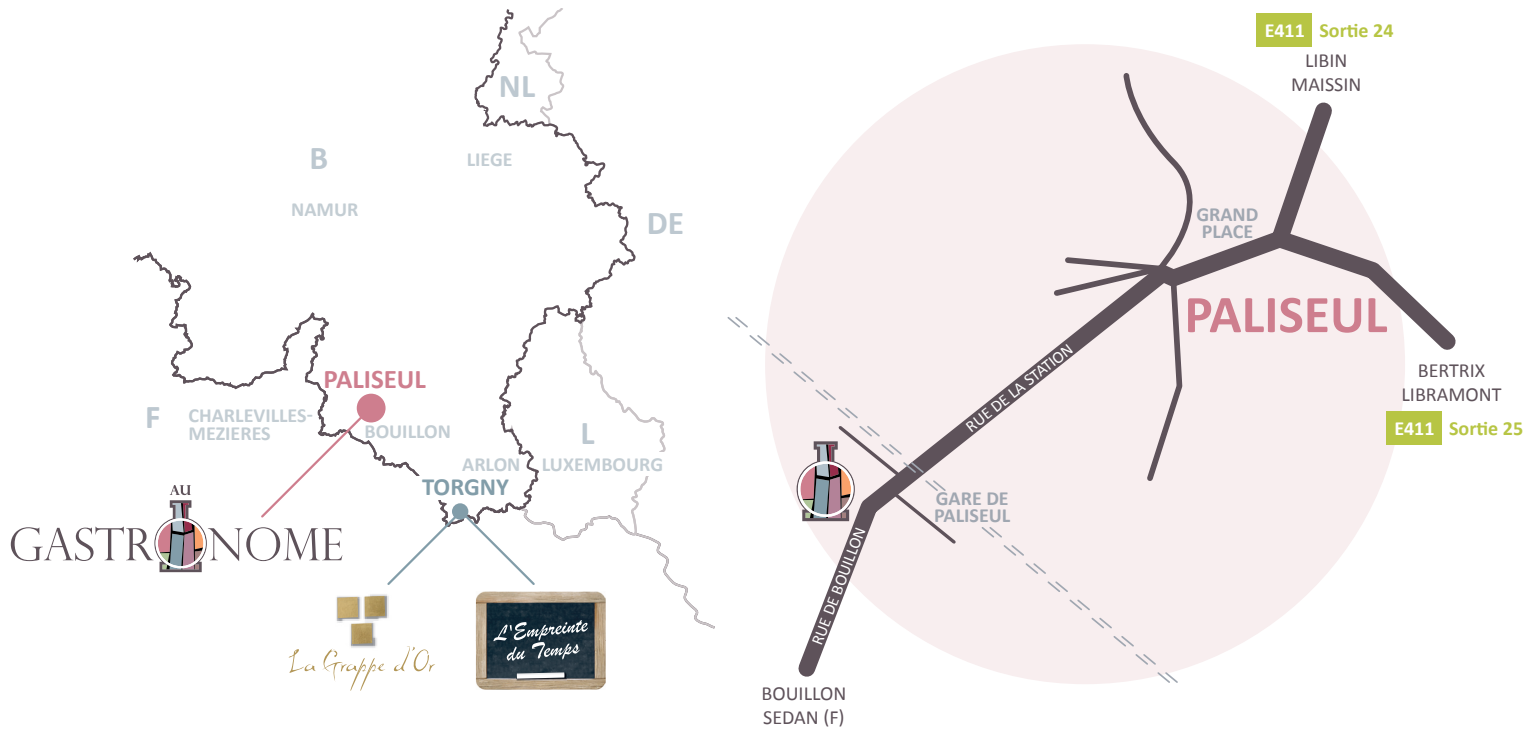 NL
B
LIEGE
NAMUR
DE
PALISEUL
F
CHARLEVILLES-
MEZIERES
BOUILLON
L
ARLON
LUXEMBOURG
TORGNY
AU
GASTRONOME
La Grappe d'Or
L'Empreinte
du Temps
E411 Sortie 24
LIBIN
MAISSIN
GRAND
PLACE
PALISEUL
RUE DE LA STATION
BERTRIX
LIBRAMONT
E411 Sortie 25
GARE DE
PALISEUL
RUE DE BOUILLON
BOUILLON
SEDAN (F)